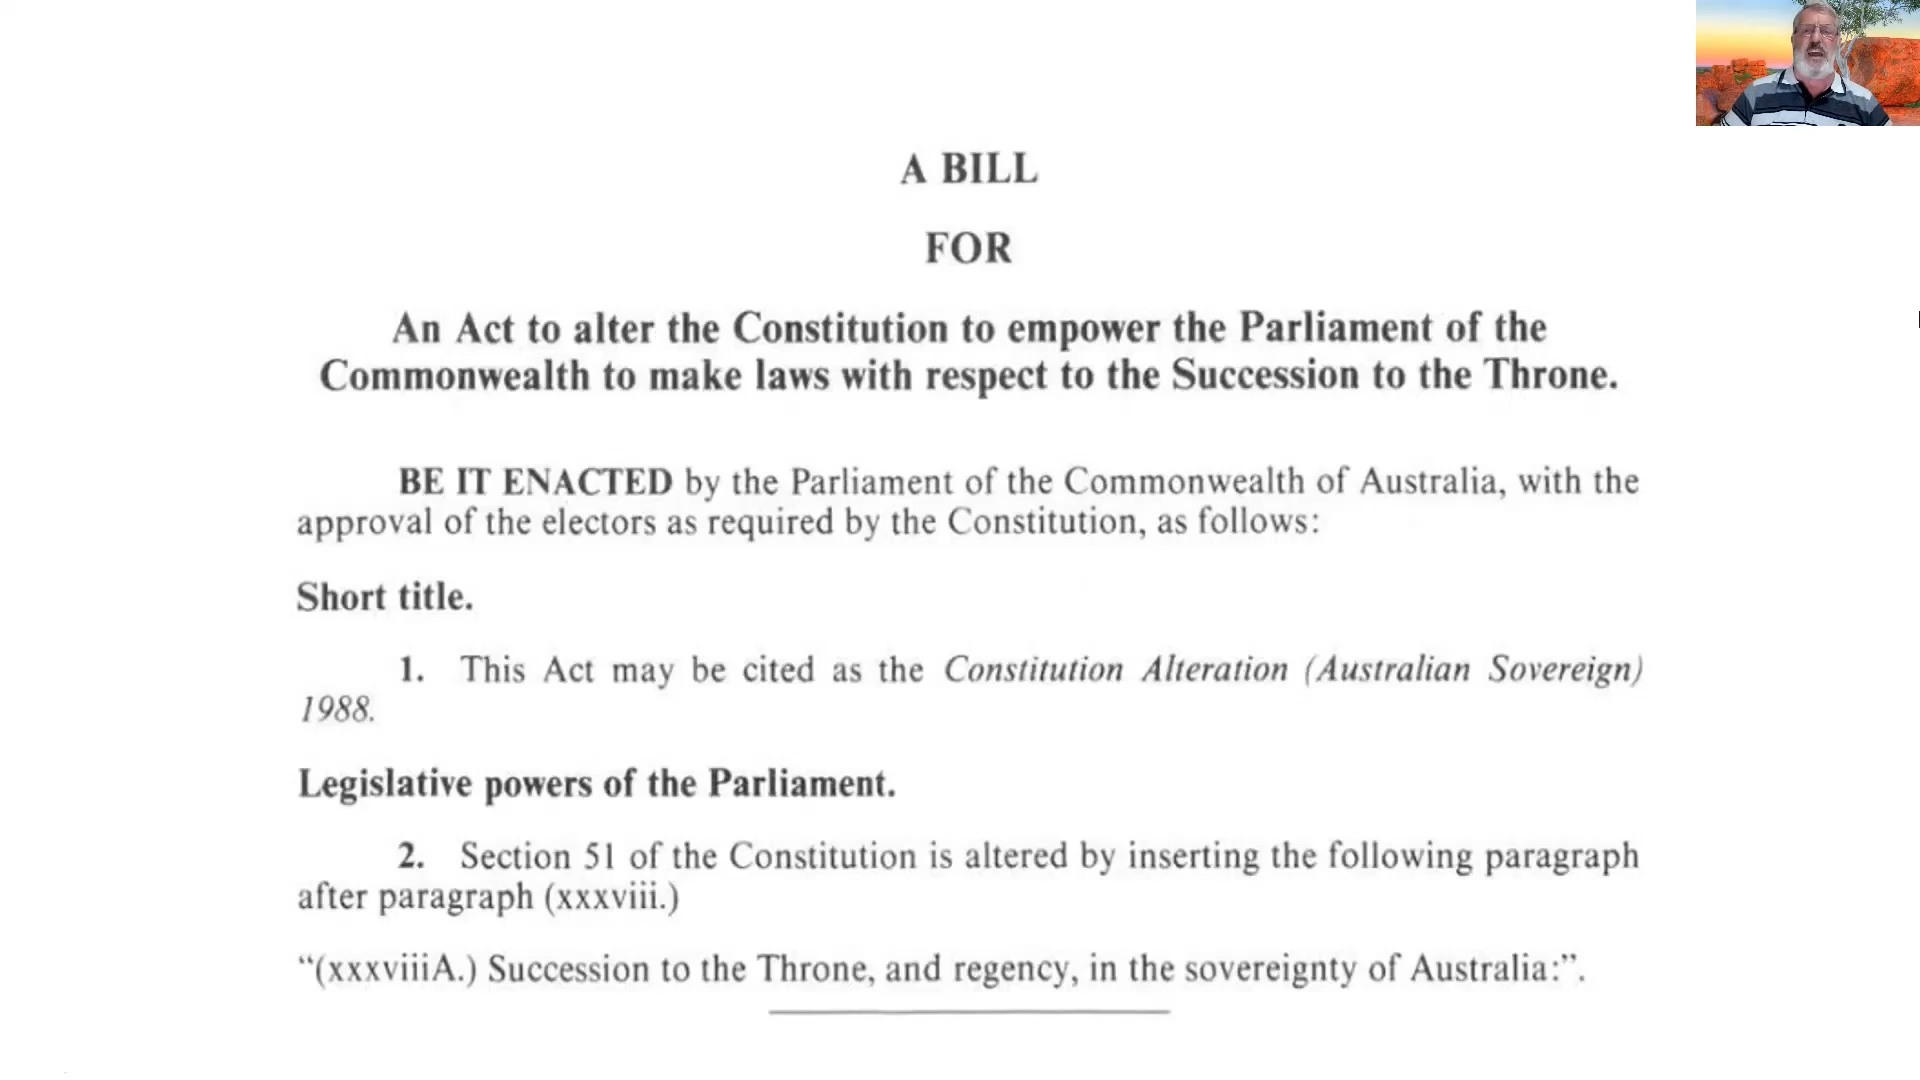 A BILL
FOR
An Act to alter the Constitution to empower the Parliament of the
Commonwealth to make laws with respect to the Succession to the Throne.
BE IT ENACTED by the Parliament of the Commonwealth of Australia, with the
approval of the electors as required by the Constitution, as follows:
Short title.
1. This Act may be cited as the Constitution Alteration (Australian Sovereign)
1988.
Legislative powers of the Parliament.
2. Section 51 of the Constitution is altered by inserting the following paragraph
after paragraph (xxxviii.)
“(xxxviiiA.) Succession to the Throne, and regency, in the sovereignty of Australia:”.